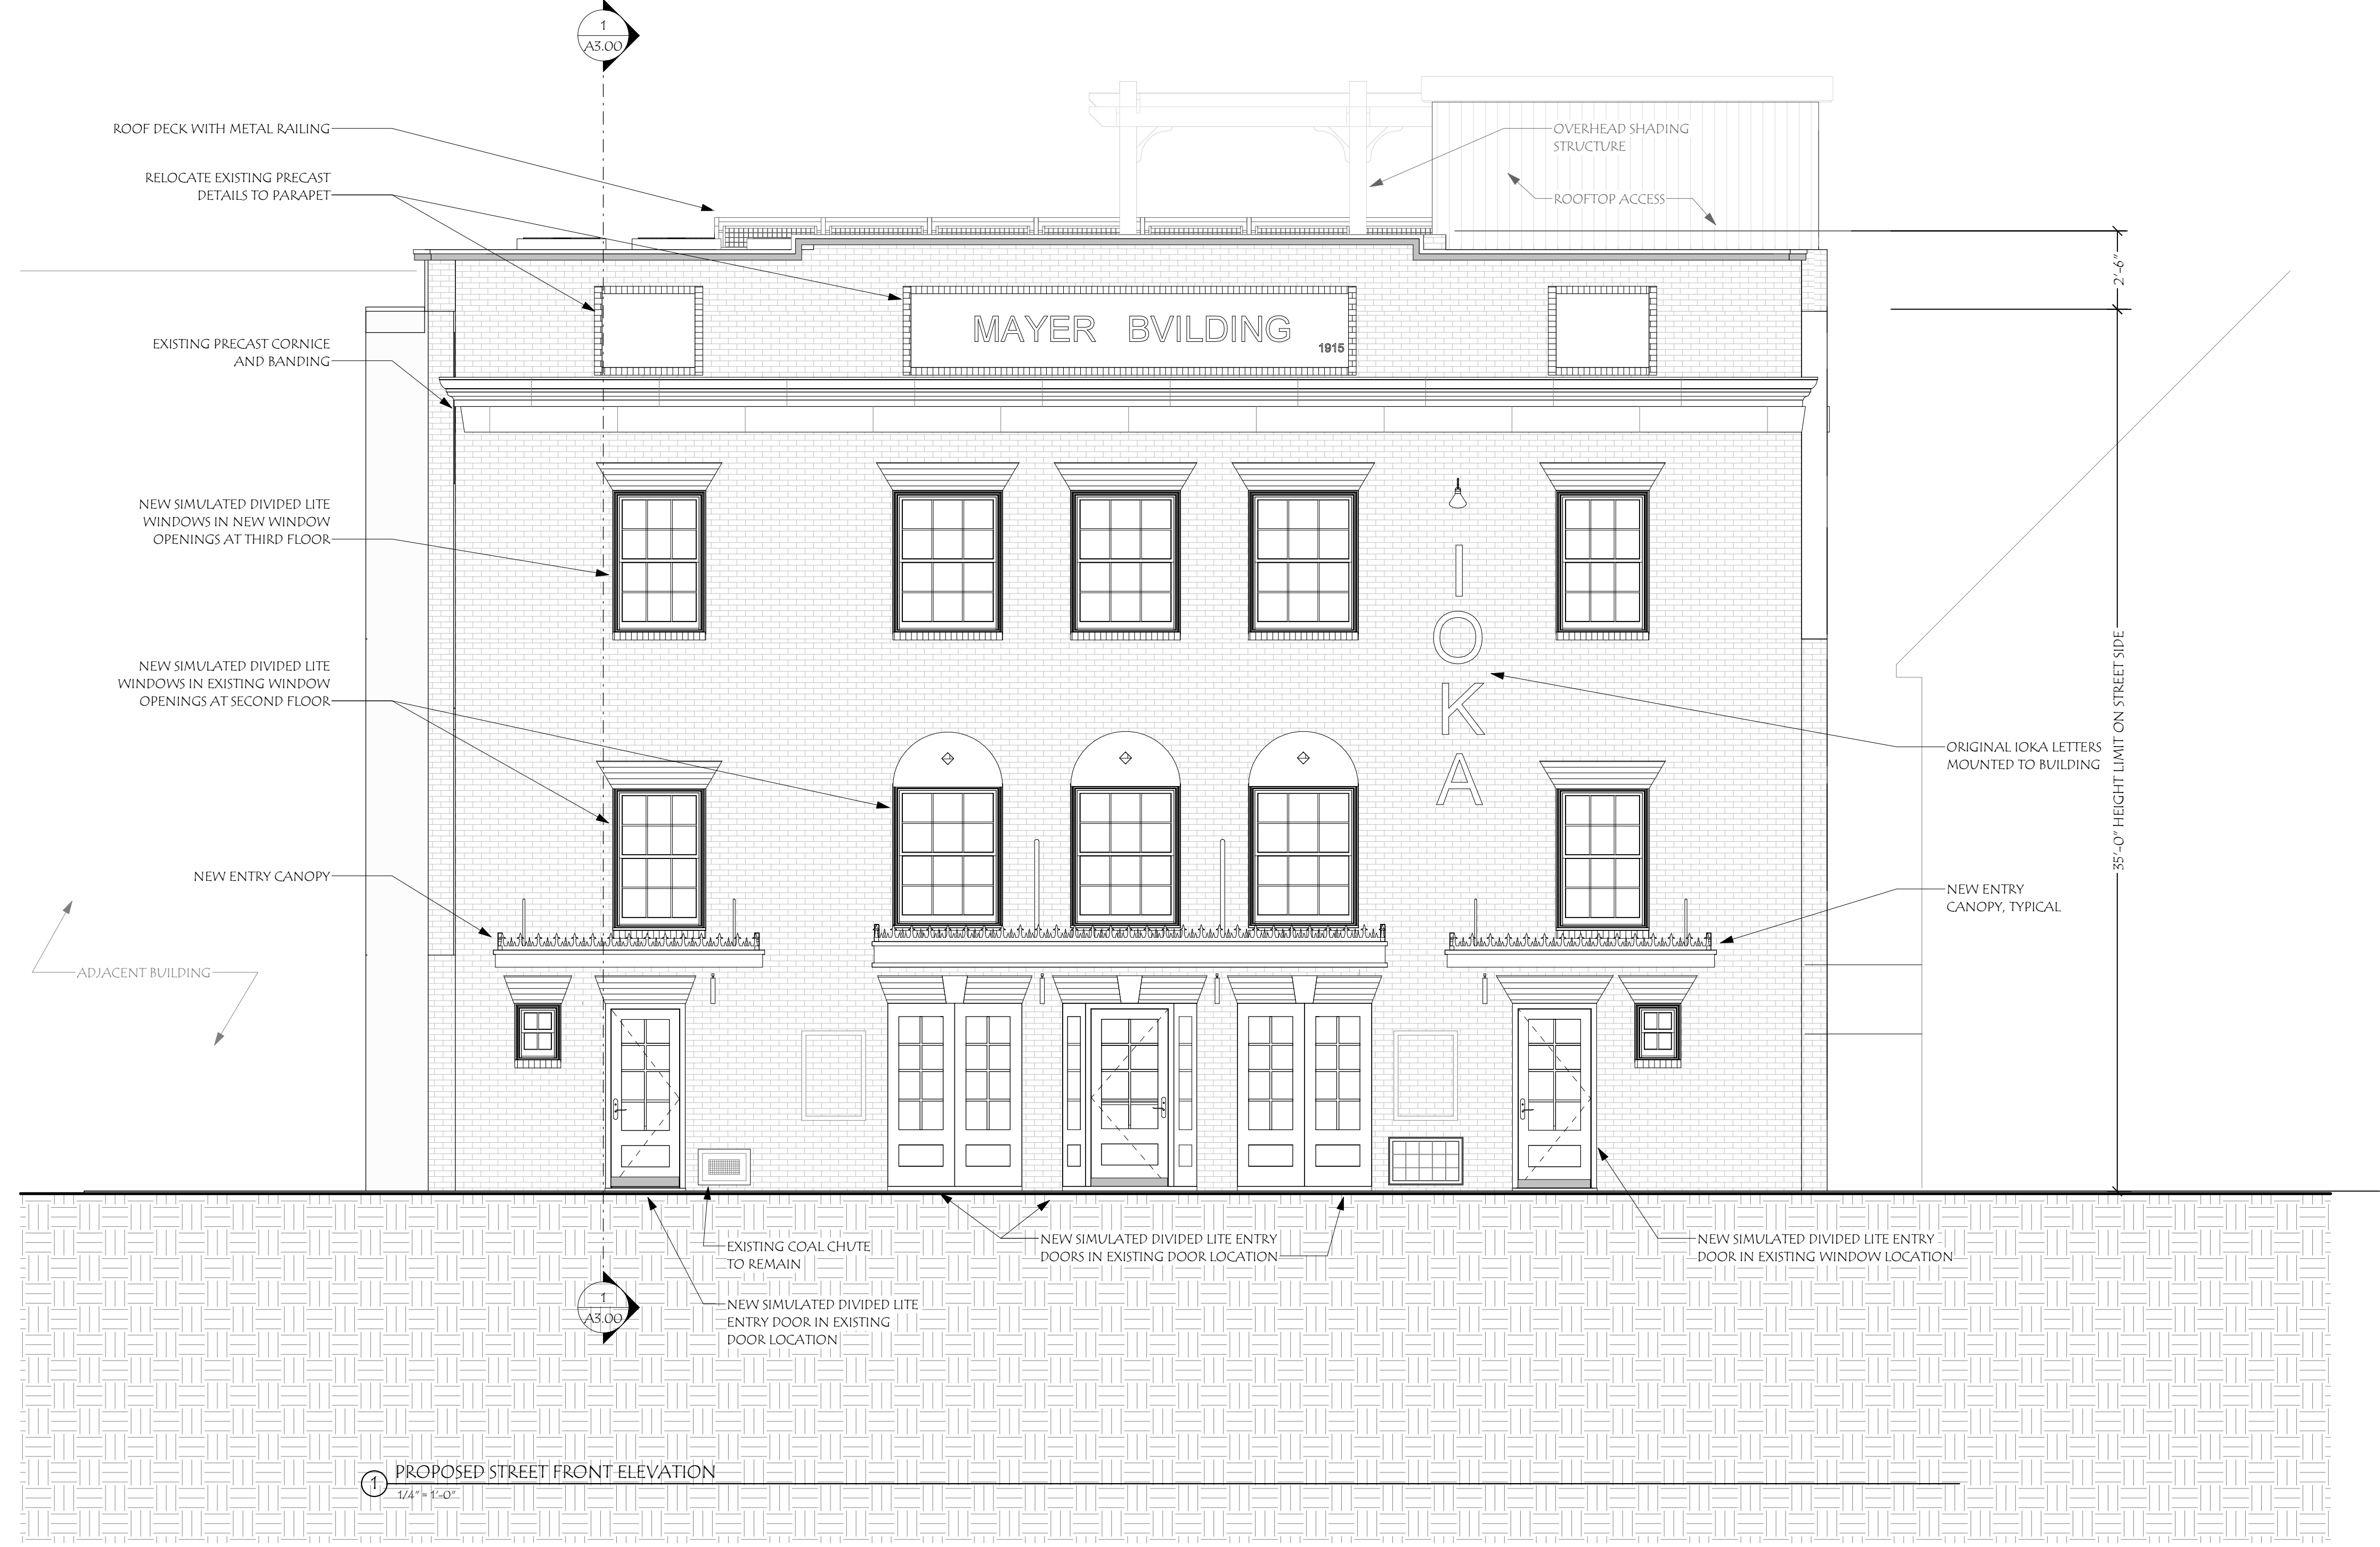 1
A3.00
ROOF DECK WITH METAL RAILING
RELOCATE EXISTING PRECAST
DETAILS TO PARAPET
OVERHEAD SHADING
STRUCTURE
ROOFTOP ACCESS
2'-6"
MAYER BVILDING
1915
EXISTING PRECAST CORNICE
AND BANDING
NEW SIMULATED DIVIDED LITE
WINDOWS IN NEW WINDOW
OPENINGS AT THIRD FLOOR
I
O
K
A
NEW SIMULATED DIVIDED LITE
WINDOWS IN EXISTING WINDOW
OPENINGS AT SECOND FLOOR
35'-0" HEIGHT LIMIT ON STREET SIDE
ORIGINAL IOKA LETTERS
MOUNTED TO BUILDING
NEW ENTRY CANOPY
NEW ENTRY
CANOPY, TYPICAL
ADJACENT BUILDING
EXISTING COAL CHUTE
TO REMAIN
NEW SIMULATED DIVIDED LITE ENTRY
DOORS IN EXISTING DOOR LOCATION
NEW SIMULATED DIVIDED LITE ENTRY
DOOR IN EXISTING WINDOW LOCATION
1
A3.00
NEW SIMULATED DIVIDED LITE
ENTRY DOOR IN EXISTING
DOOR LOCATION
1
PROPOSED STREET FRONT ELEVATION
1/4" = 1'-0"